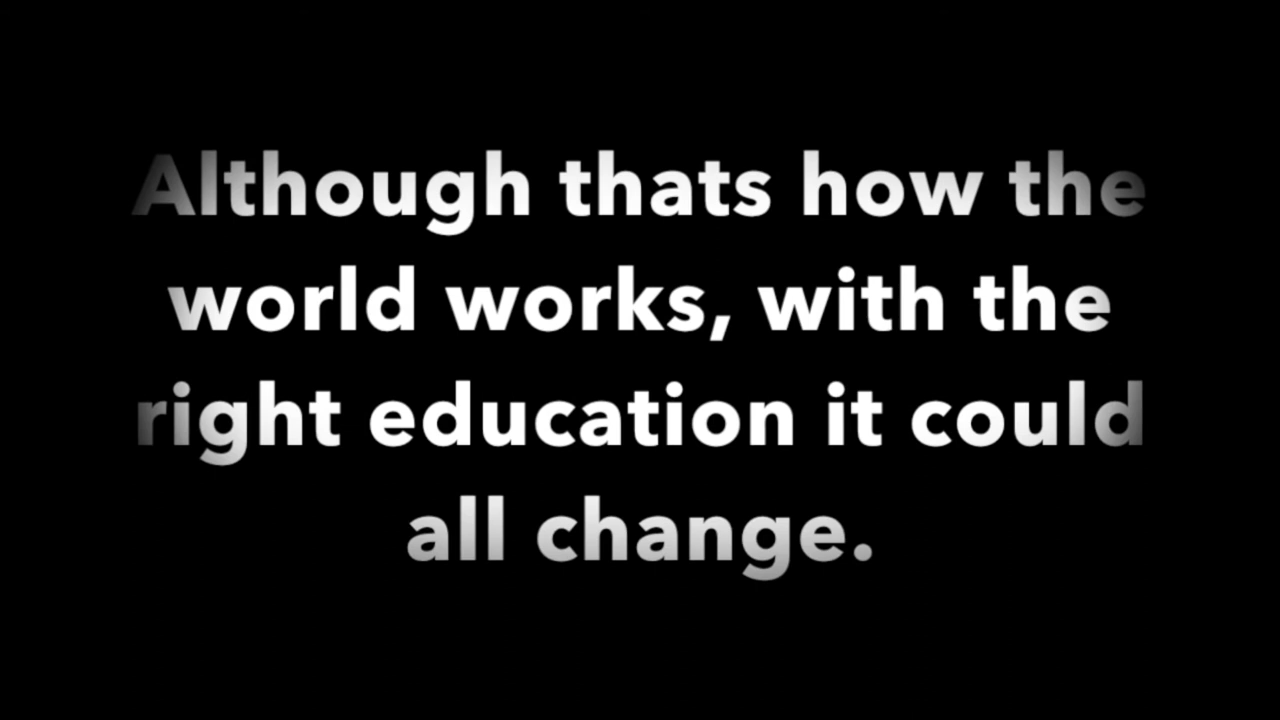 Although thats how the
world works, with the
right education it could
all change.